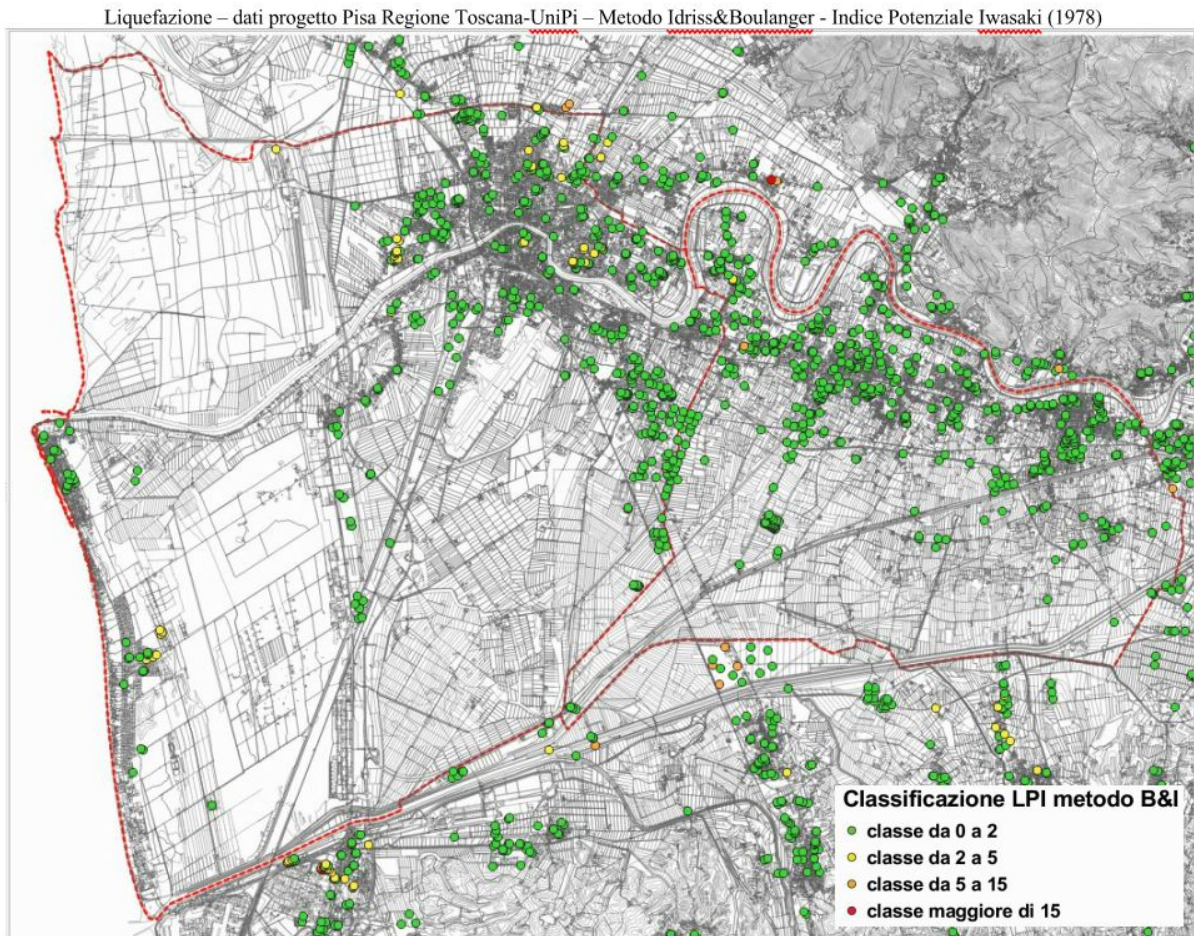 Liquefazione – dati progetto Pisa Regione Toscana-UniPi – Metodo Idriss&Boulanger - Indice Potenziale Iwasaki (1978)
Classificazione LPI metodo B&I
classe da 0 a 2
classe da 2 a 5
classe da 5 a 15
classe maggiore di 15